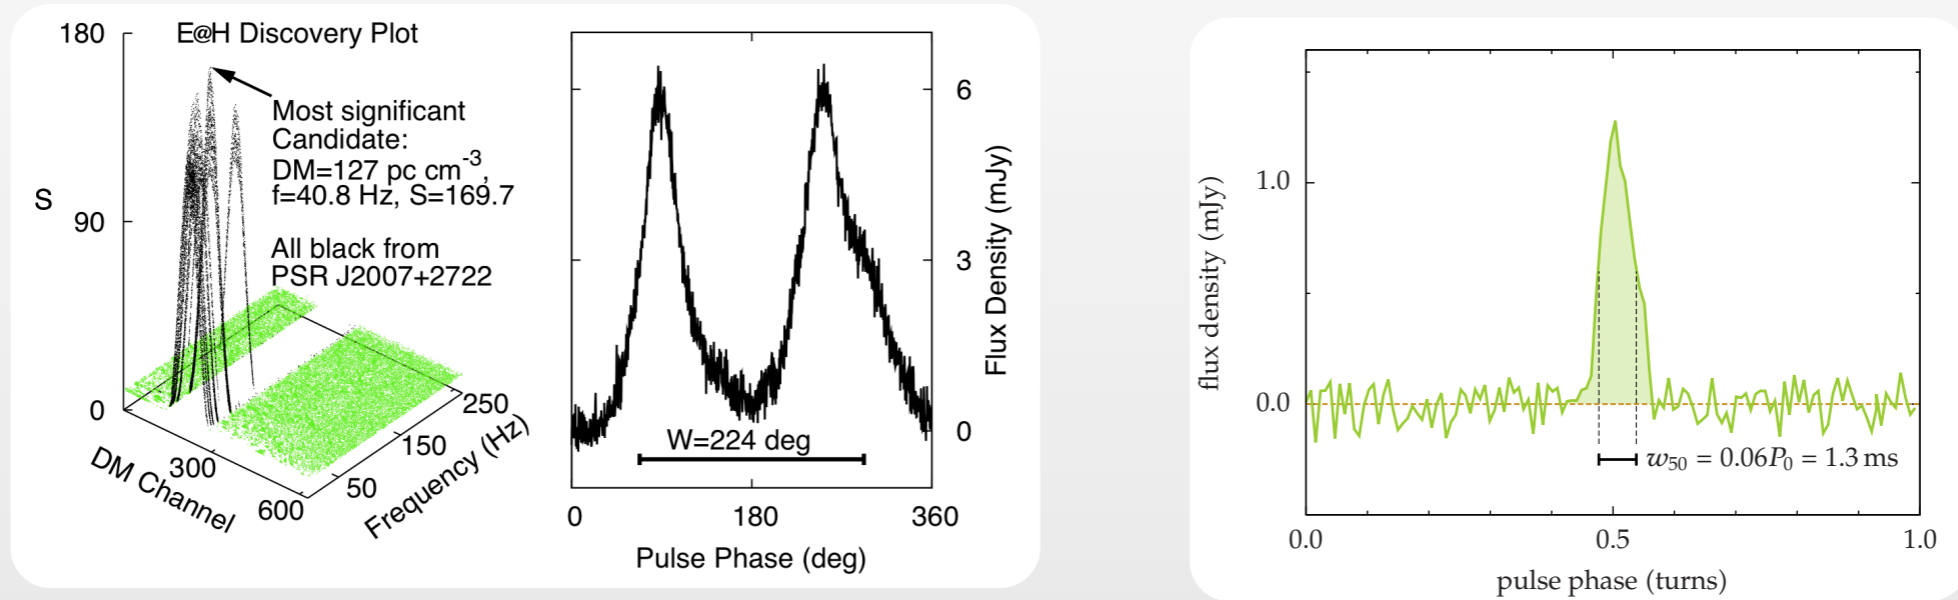 E@H Discovery Plot
180
90
0
S
Most significant
Candidate:
DM=127 pc cm-3,
f=40.8 Hz, S=169.7
All black from
PSR J2007+2722
DM Channel
300
600
Frequency (Hz)
50
150
250
W=224 deg
0
180
360
Pulse Phase (deg)
6
3
0
Flux Density (mJy)
flux density (mJy)
1.0
0.0
w50 = 0.06P0 = 1.3 ms
0.0
0.5
1.0
pulse phase (turns)